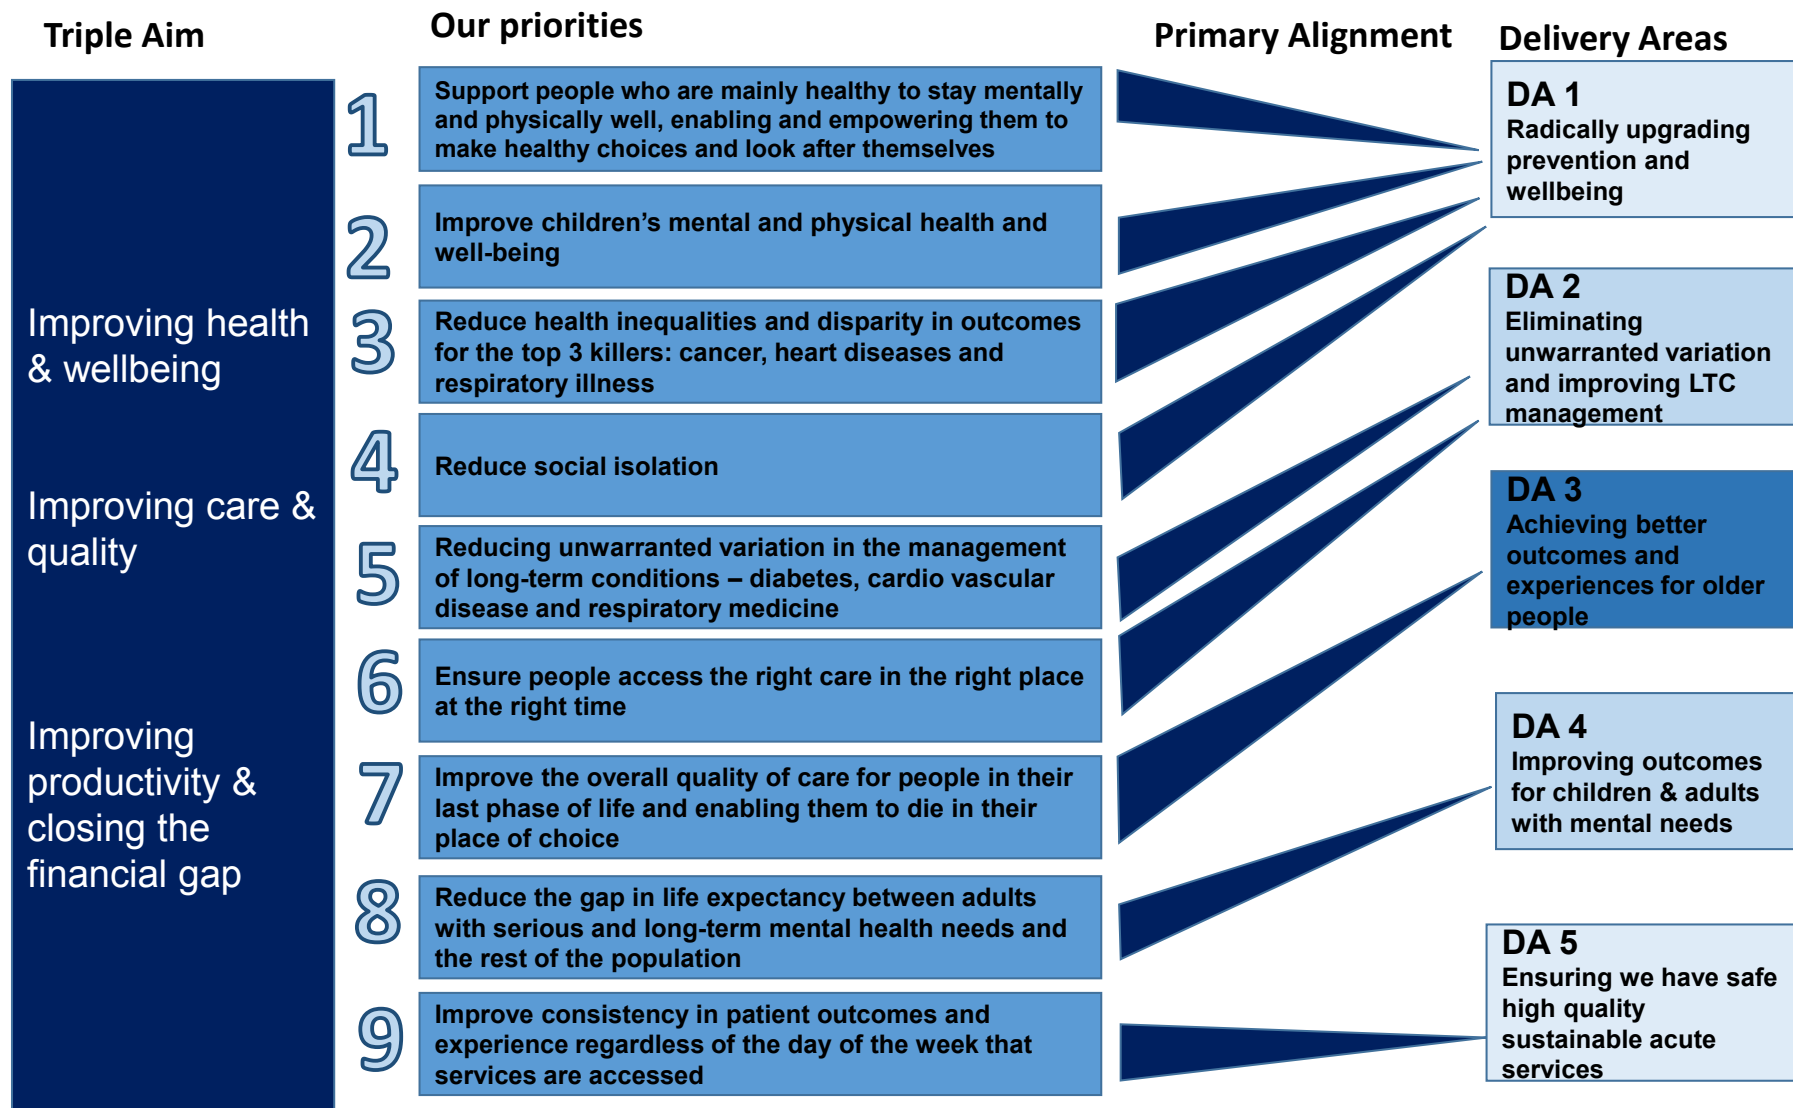 Triple Aim
Our priorities
Primary Alignment
Delivery Areas
Improving health
& wellbeing
Improving care &
quality
Improving
productivity &
closing the
financial gap
1
Support people who are mainly healthy to stay mentally
and physically well, enabling and empowering them to
make healthy choices and look after themselves
2
Improve children’s mental and physical health and
well-being
3
Reduce health inequalities and disparity in outcomes
for the top 3 killers: cancer, heart diseases and
respiratory illness
4
Reduce social isolation
5
Reducing unwarranted variation in the management
of long-term conditions – diabetes, cardio vascular
disease and respiratory medicine
6
Ensure people access the right care in the right place
at the right time
7
Improve the overall quality of care for people in their
last phase of life and enabling them to die in their
place of choice
8
Reduce the gap in life expectancy between adults
with serious and long-term mental health needs and
the rest of the population
9
Improve consistency in patient outcomes and
experience regardless of the day of the week that
services are accessed
DA 1
Radically upgrading
prevention and
wellbeing
DA 2
Eliminating
unwarranted variation
and improving LTC
management
DA 3
Achieving better
outcomes and
experiences for older
people
DA 4
Improving outcomes
for children & adults
with mental needs
DA 5
Ensuring we have safe
high quality
sustainable acute
services